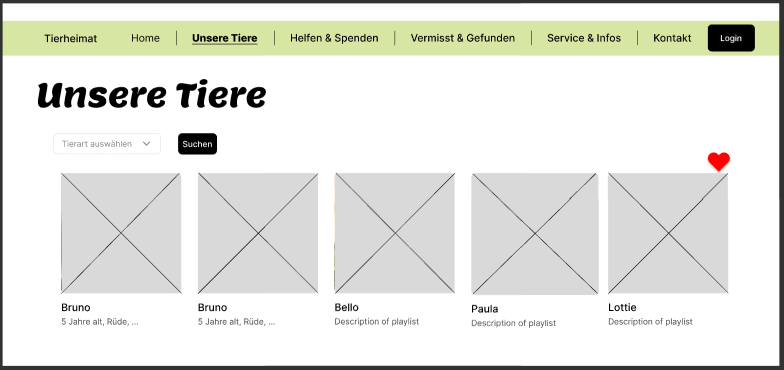 Tierheimat Home Unsere Tiere Helfen & Spenden Vermisst & Gefunden Service & Infos Kontakt Login
Unsere Tiere
Tierart auswählen Suchen
Bruno Bruno Bello Paula Lottie
5 Jahre alt, Rüde, ... 5 Jahre alt, Rüde, ... Description of playlist Description of playlist Description of playlist